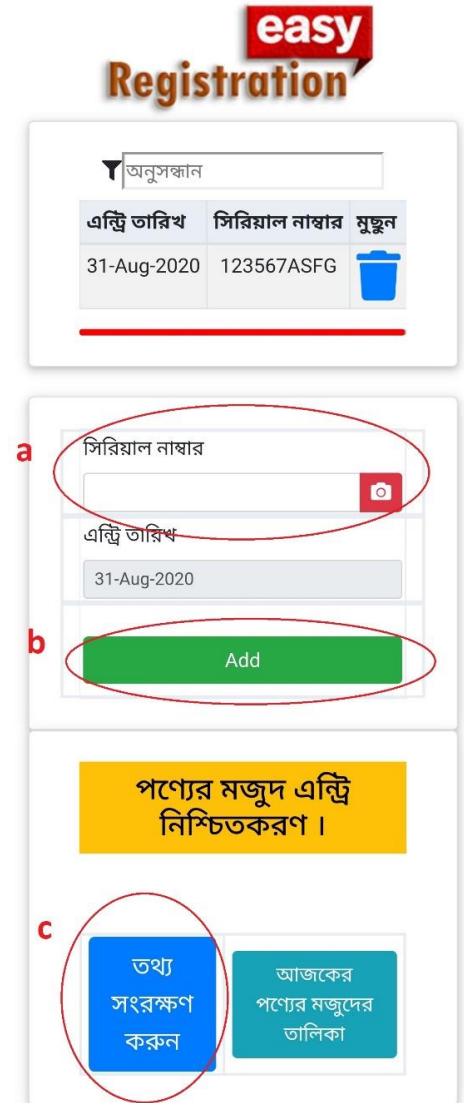 easy
Registration
অনুসন্ধান
এন্ট্রি তারিখ সিরিয়াল নাম্বার মুছুন
31-Aug-2020 123567ASFG
a
সিরিয়াল নাম্বার
এন্ট্রি তারিখ
31-Aug-2020
b
Add
পণ্যের মজুদ এন্ট্রি
নিশ্চিতকরণ ।
c
তথ্য
সংরক্ষণ
করুন
আজকের
পণ্যের মজুদের
তালিকা